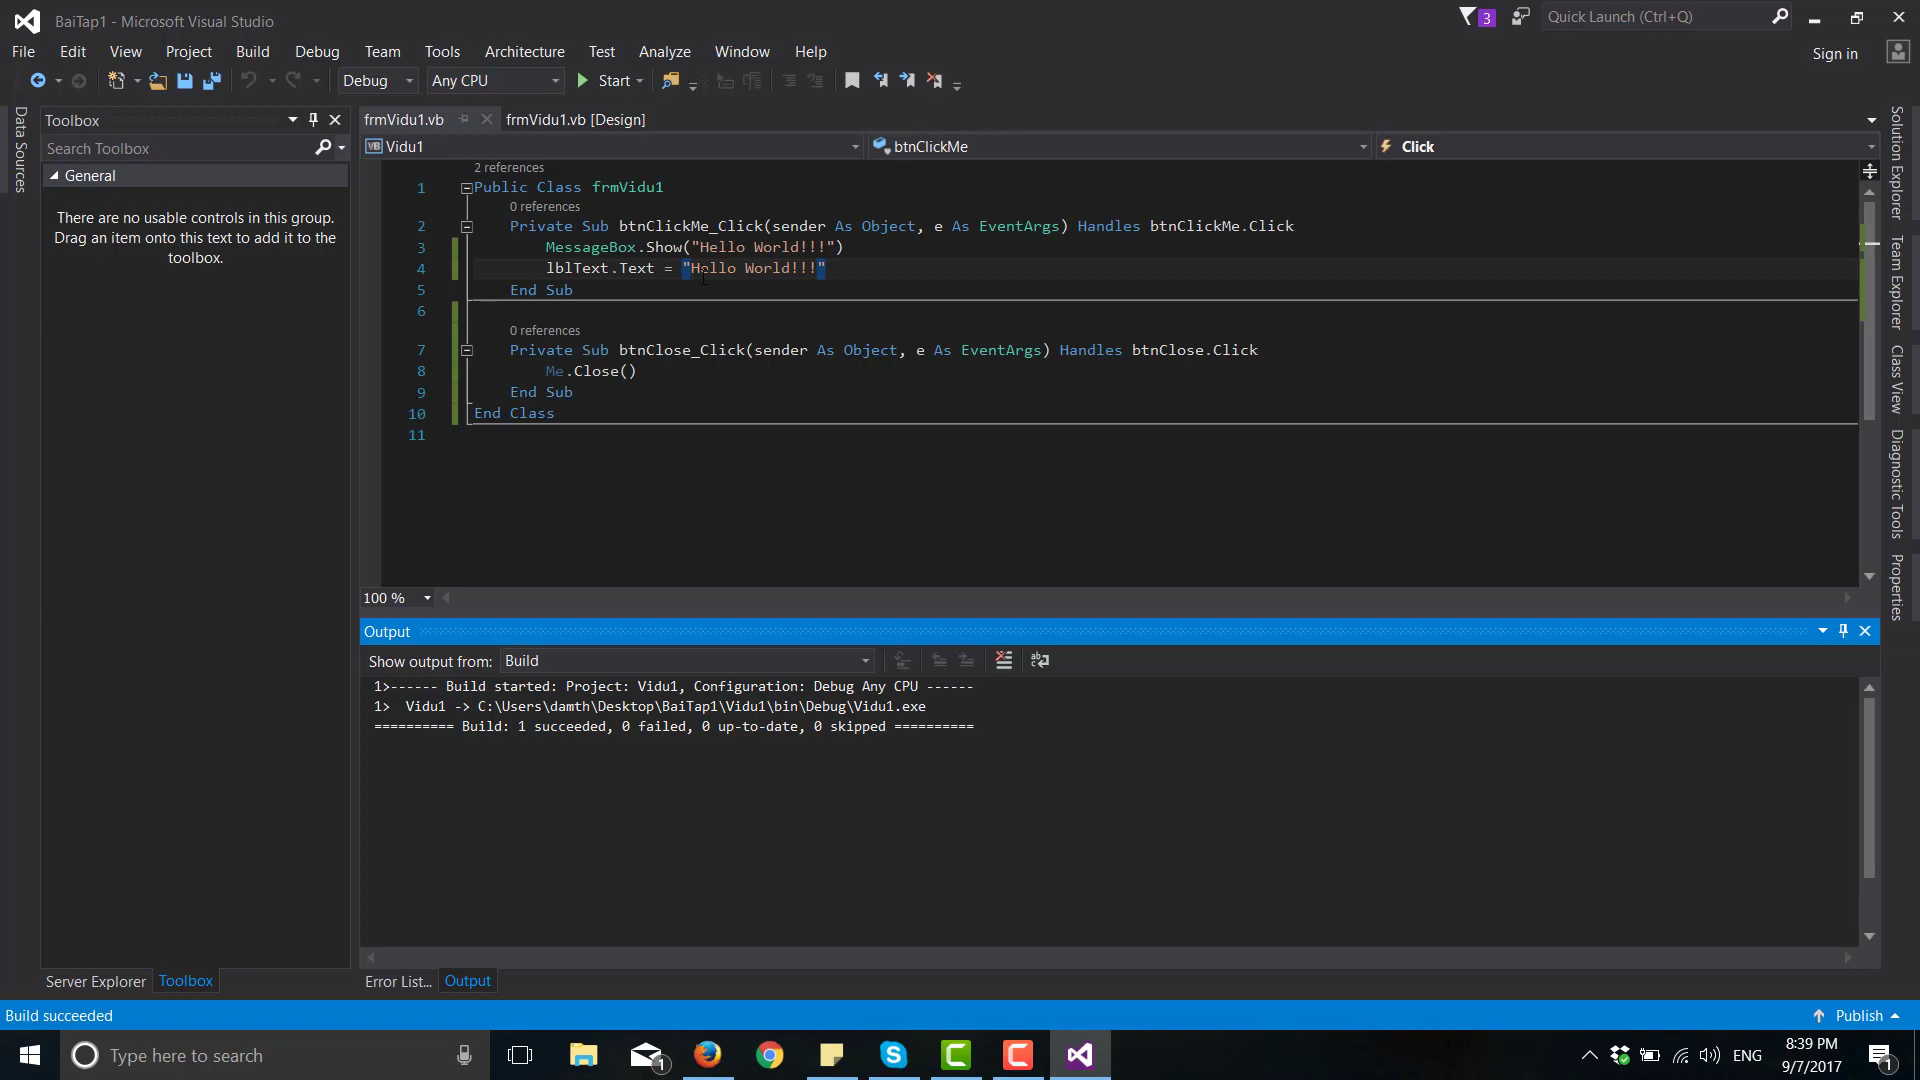 BaiTap1 - Microsoft Visual Studio
3
Quick Launch (Ctrl+Q)
File Edit View Project Build Debug Team Tools Architecture Test Analyze Window Help
Sign in
Debug Any CPU Start
Data Sources
Toolbox
Search Toolbox
General
There are no usable controls in this group.
Drag an item onto this text to add it to the
toolbox.
frmVidu1.vb frmVidu1.vb [Design]
VB Vidu1 btnClickMe Click
2 references
1 Public Class frmVidu1
0 references
2 Private Sub btnClickMe_Click(sender As Object, e As EventArgs) Handles btnClickMe.Click
3 MessageBox.Show("Hello World!!!")
4 lblText.Text = "Hello World!!!"
5 End Sub
6
0 references
7 Private Sub btnClose_Click(sender As Object, e As EventArgs) Handles btnClose.Click
8 Me.Close()
9 End Sub
10 End Class
11
100 %
Solution Explorer
Team Explorer
Class View
Diagnostic Tools
Properties
Output
Show output from: Build
1>------ Build started: Project: Vidu1, Configuration: Debug Any CPU ------
1>  Vidu1 -> C:\Users\damth\Desktop\BaiTap1\Vidu1\bin\Debug\Vidu1.exe
========== Build: 1 succeeded, 0 failed, 0 up-to-date, 0 skipped ==========
Server Explorer Toolbox
Error List... Output
Build succeeded
Publish
Type here to search
1
ENG
8:39 PM
9/7/2017
1